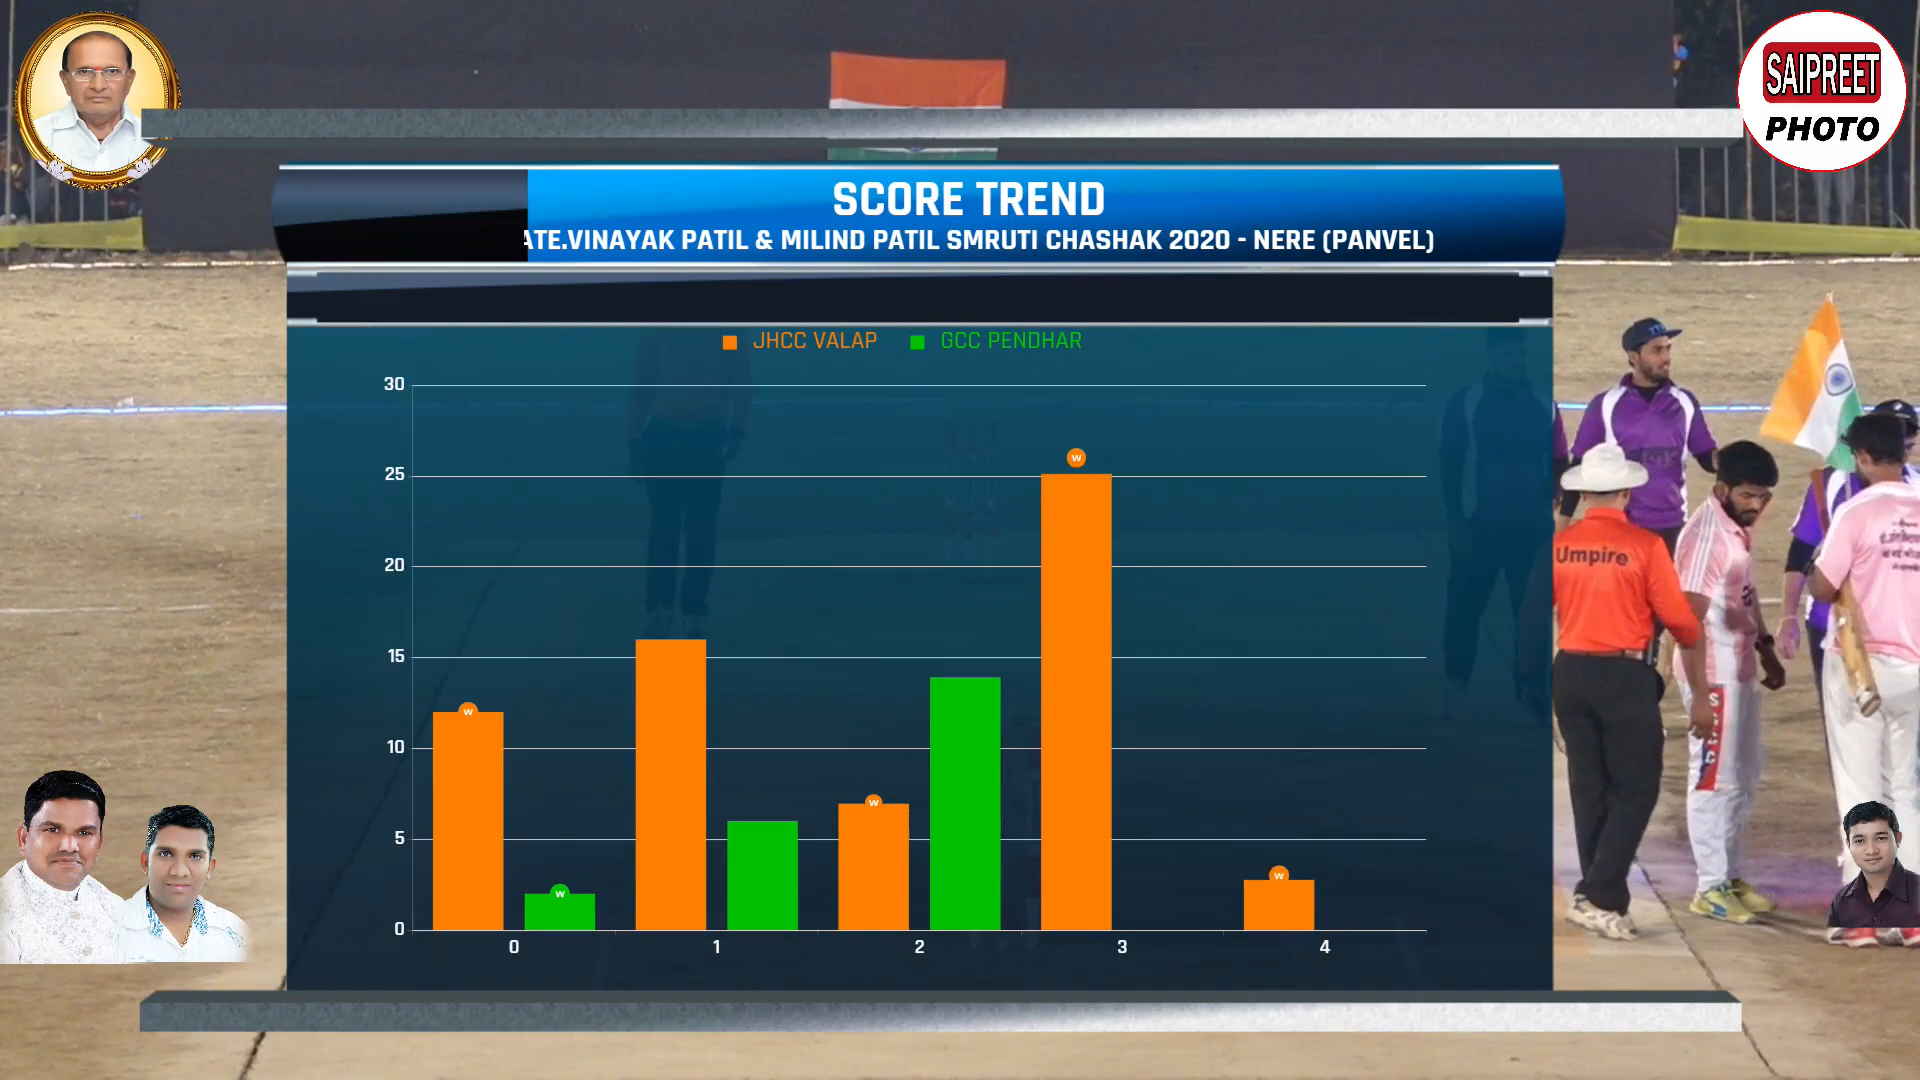 SAIPREET
PHOTO
SCORE TREND
ATE.VINAYAK PATIL & MILIND PATIL SMRUTI CHASHAK 2020 - NERE (PANVEL)
JHCC VALAP
GCC PENDHAR
30
25
20
15
10
5
0
W
W
W
W
W
0
1
2
3
4
Umpire